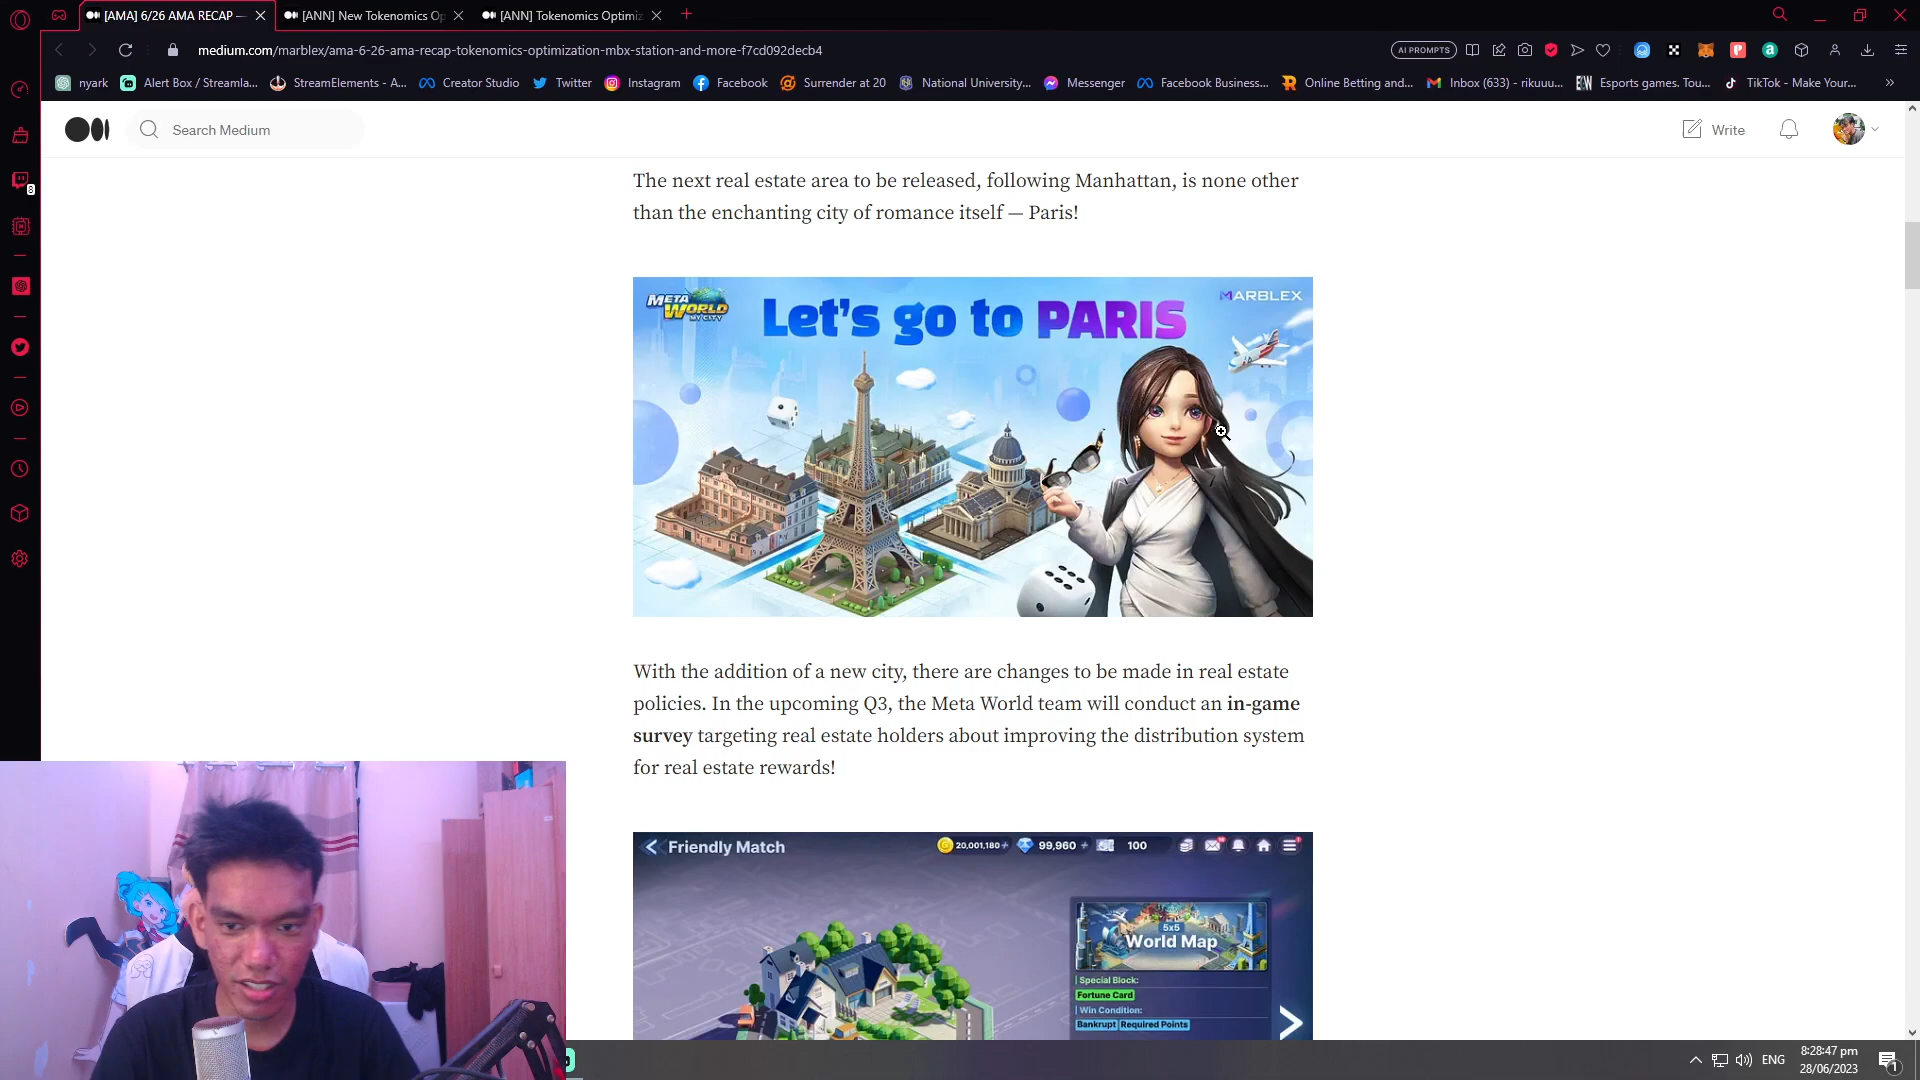 [AMA] 6/26 AMA RECAP —
[ANN] New Tokenomics Op
[ANN] Tokenomics Optimiz
medium.com/marblex/ama-6-26-ama-recap-tokenomics-optimization-mbx-station-and-more-f7cd092decb4
AI PROMPTS
nyark
Alert Box / Streamla...
StreamElements - A...
Creator Studio
Twitter
Instagram
Facebook
Surrender at 20
National University...
Messenger
Facebook Business...
Online Betting and...
Inbox (633) - rikuuu...
Esports games. Tou...
TikTok - Make Your...
Search Medium
Write
8
The next real estate area to be released, following Manhattan, is none other
than the enchanting city of romance itself — Paris!
META
WORLD
MY CITY
Let's go to PARIS
MARBLEX
With the addition of a new city, there are changes to be made in real estate
policies. In the upcoming Q3, the Meta World team will conduct an in-game
survey targeting real estate holders about improving the distribution system
for real estate rewards!
Friendly Match
20,001,180+
99,960 +
100
5x5
World Map
Special Block:
Fortune Card
Win Condition:
Bankrupt Required Points
ENG
8:28:47 pm
28/06/2023
1